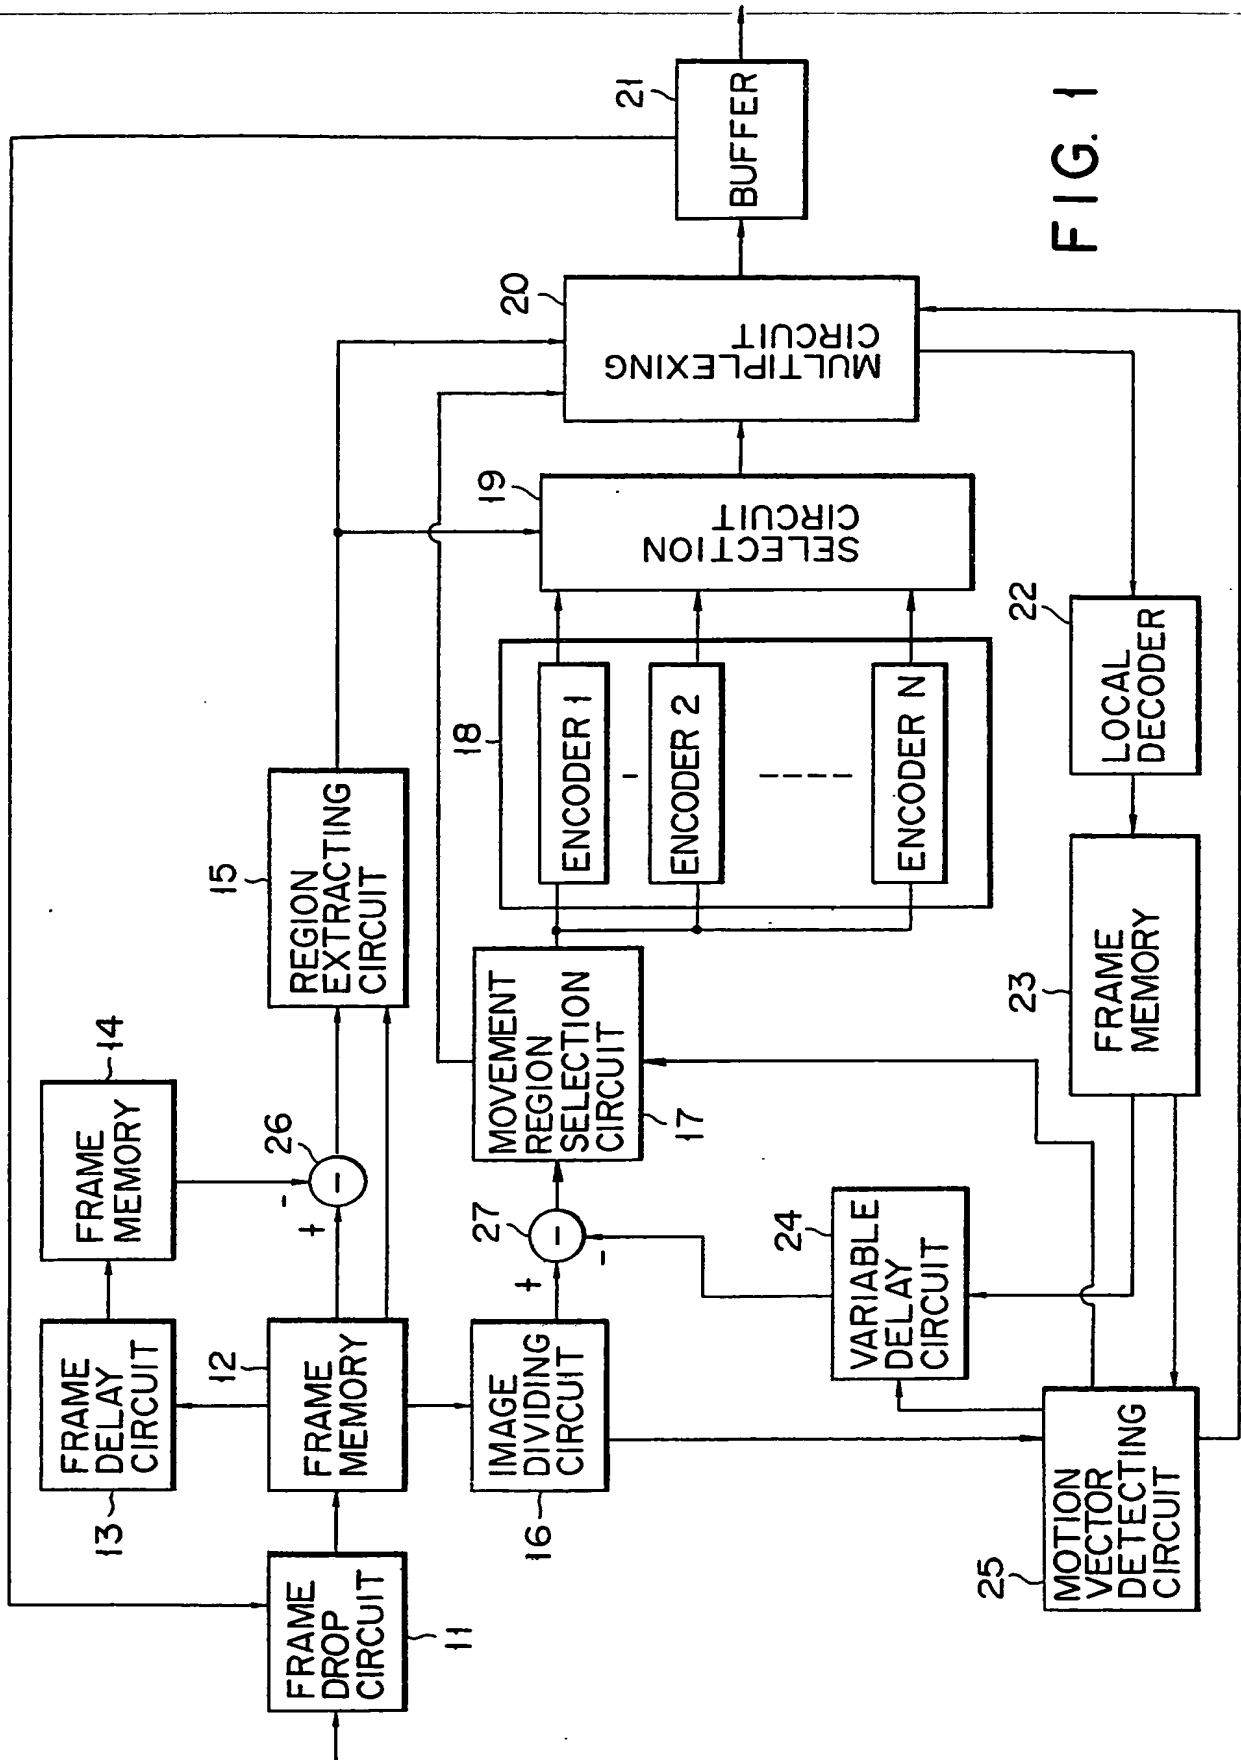 FIG. 1
11
FRAME
DROP
CIRCUIT
12
FRAME
MEMORY
13
FRAME
DELAY
CIRCUIT
14
FRAME
MEMORY
26
+
-
-
15
REGION
EXTRACTING
CIRCUIT
16
IMAGE
DIVIDING
CIRCUIT
27
+
-
-
17
MOVEMENT
REGION
SELECTION
CIRCUIT
18
ENCODER 1
ENCODER 2
ENCODER N
19
SELECTION
CIRCUIT
20
MULTIPLEXING
CIRCUIT
21
BUFFER
22
LOCAL
DECODER
23
FRAME
MEMORY
24
VARIABLE
DELAY
CIRCUIT
25
MOTION
VECTOR
DETECTING
CIRCUIT